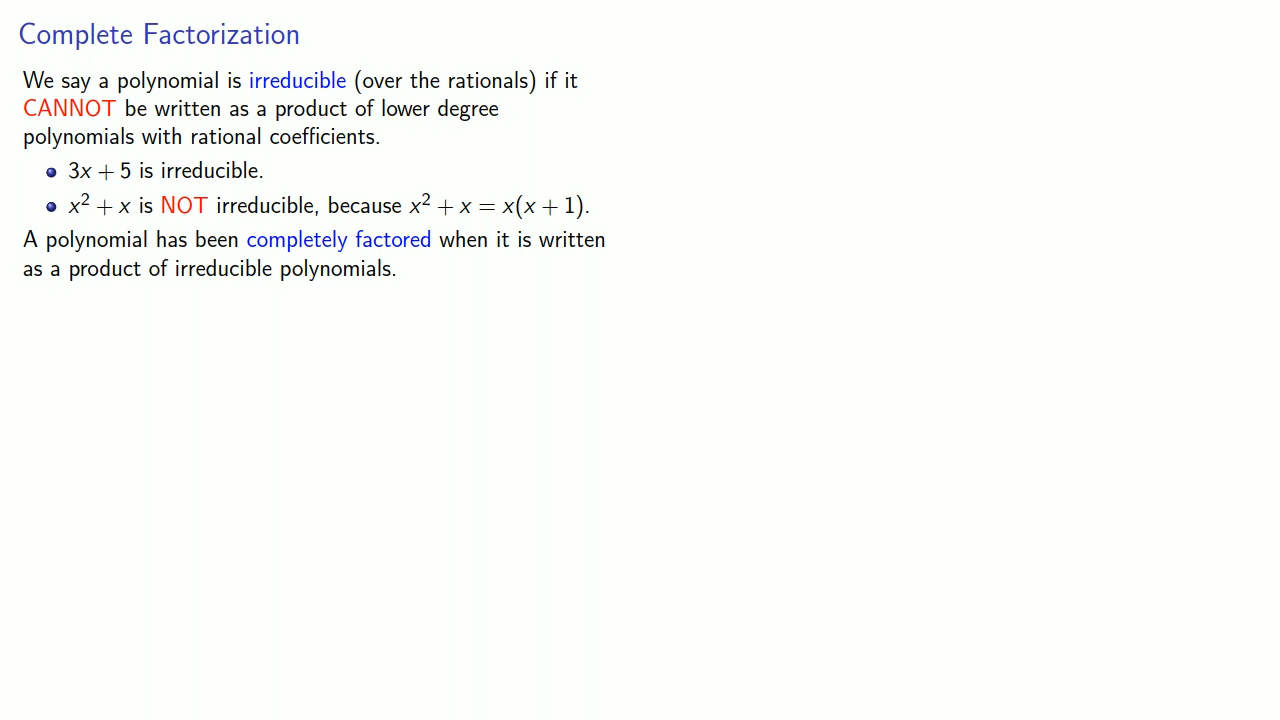 Complete Factorization
We say a polynomial is irreducible (over the rationals) if it
CANNOT be written as a product of lower degree
polynomials with rational coefficients.
3x + 5 is irreducible.
x² + x is NOT irreducible, because x² + x = x(x + 1).
A polynomial has been completely factored when it is written
as a product of irreducible polynomials.